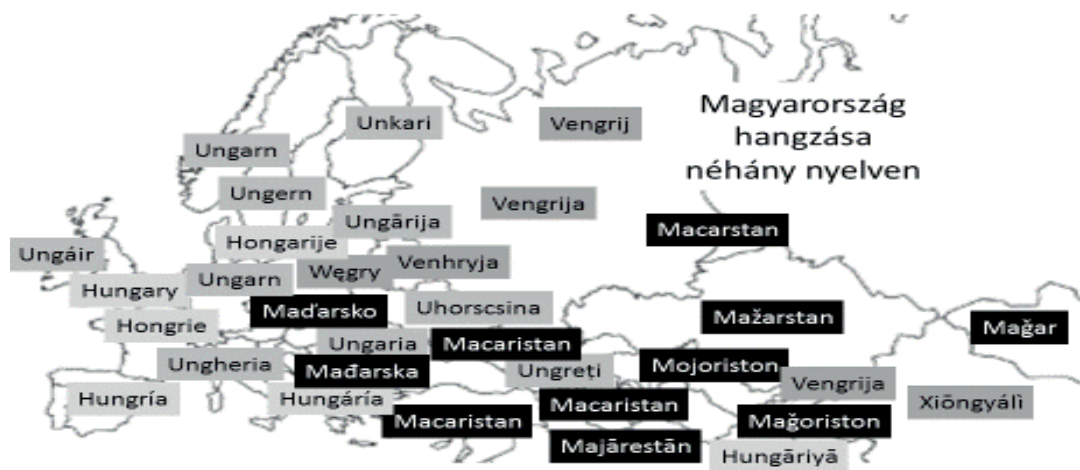 Magyarország
hangzása
néhány nyelven
Unkari
Vengrij
Ungarn
Ungern
Vengrija
Ungārija
Macarstan
Hongarije
Ungáir
Węgry
Venhryja
Ungarn
Hungary
Maďarsko
Uhorscsina
Mažarstan
Hongrie
Mağar
Ungaria
Macaristan
Ungheria
Mađarska
Ungreți
Mojoriston
Vengrija
Hungría
Hungáría
Macaristan
Xiōngyálì
Macaristan
Mağoriston
Majārestān
Hungāriyā